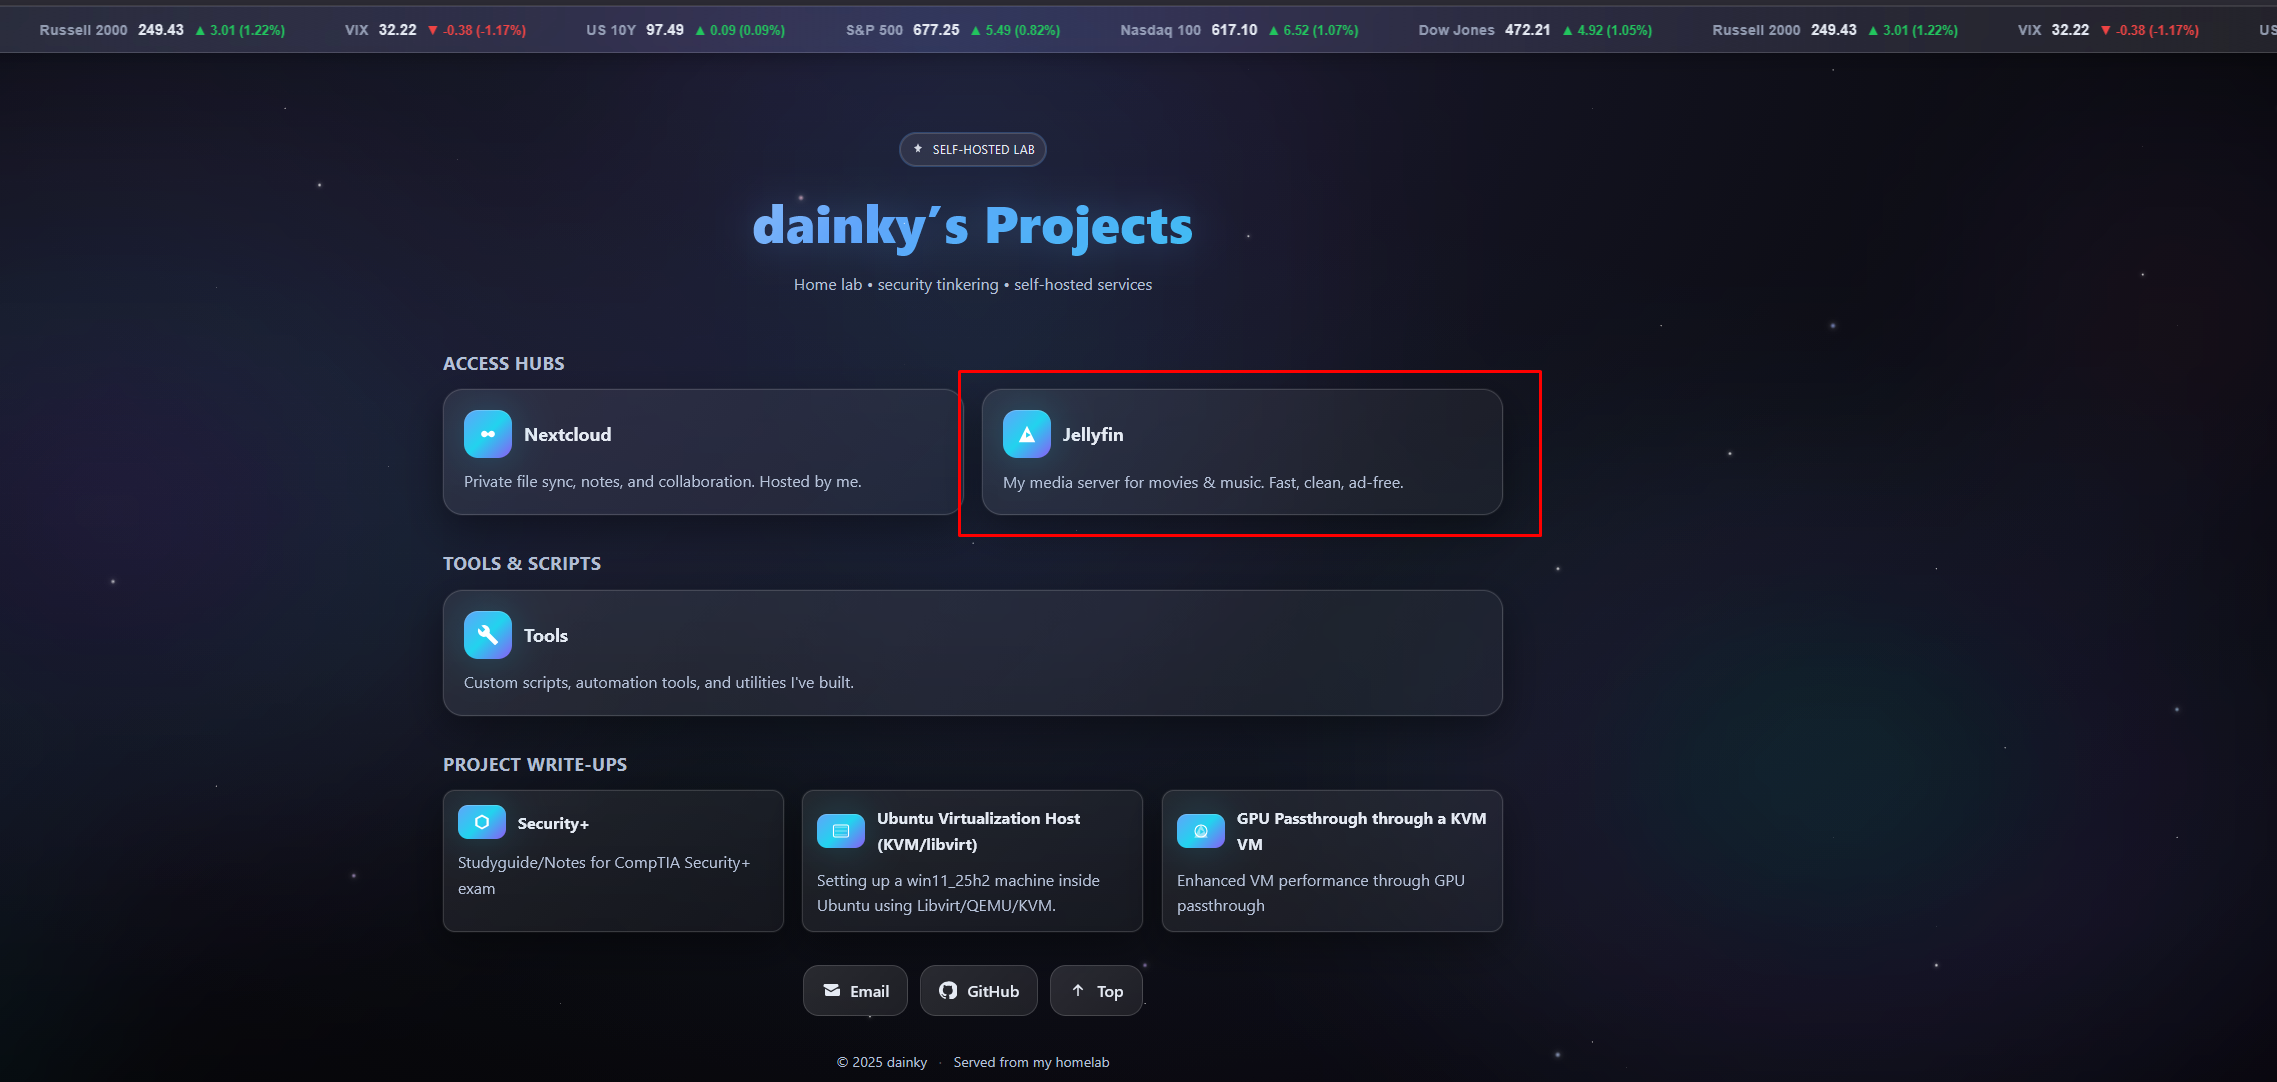 Russell 2000 249.43 ▲ 3.01 (1.22%) VIX 32.22 ▼ -0.38 (-1.17%) US 10Y 97.49 ▲ 0.09 (0.09%) S&P 500 677.25 ▲ 5.49 (0.82%) Nasdaq 100 617.10 ▲ 6.52 (1.07%) Dow Jones 472.21 ▲ 4.92 (1.05%) Russell 2000 249.43 ▲ 3.01 (1.22%) VIX 32.22 ▼ -0.38 (-1.17%) US
SELF-HOSTED LAB
dainky’s Projects
Home lab • security tinkering • self-hosted services
ACCESS HUBS
Nextcloud
Private file sync, notes, and collaboration. Hosted by me.
Jellyfin
My media server for movies & music. Fast, clean, ad-free.
TOOLS & SCRIPTS
Tools
Custom scripts, automation tools, and utilities I've built.
PROJECT WRITE-UPS
Security+
Studyguide/Notes for CompTIA Security+
exam
Ubuntu Virtualization Host
(KVM/libvirt)
Setting up a win11_25h2 machine inside
Ubuntu using Libvirt/QEMU/KVM.
GPU Passthrough through a KVM
VM
Enhanced VM performance through GPU
passthrough
Email
GitHub
Top
© 2025 dainky · Served from my homelab